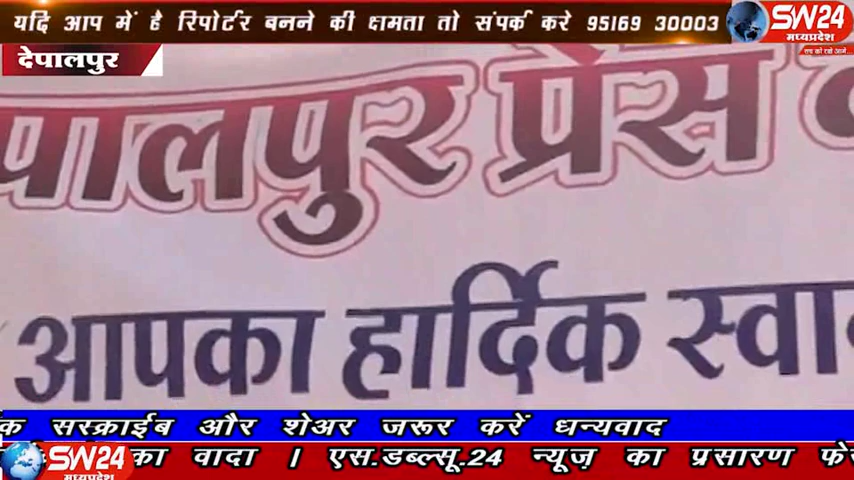 यदि आप में है रिपोर्टर बनने की क्षमता तो संपर्क करे 95169 30003
SW24
मध्यप्रदेश
देपालपुर
पालपुर प्रेस
आपका हार्दिक स्वा
क सस्क्राईब और शेअर जरूर करें धन्यवाद
SW24
मध्यप्रदेश
का वादा । एस.डब्ल्सू.24 न्यूज़ का प्रसारण फे